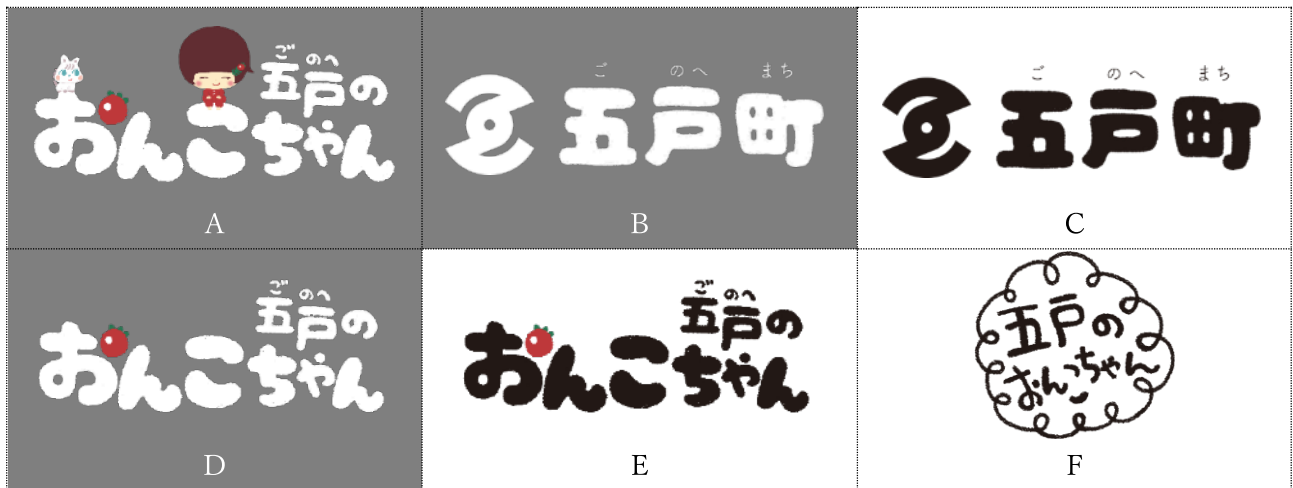 ごのへ
五戸の
おんこちゃん
A
ごのへまち
五戸町
B
ごのへまち
五戸町
C
ごのへ
五戸の
おんこちゃん
D
ごのへ
五戸の
おんこちゃん
E
五戸の
おんこちゃん
F